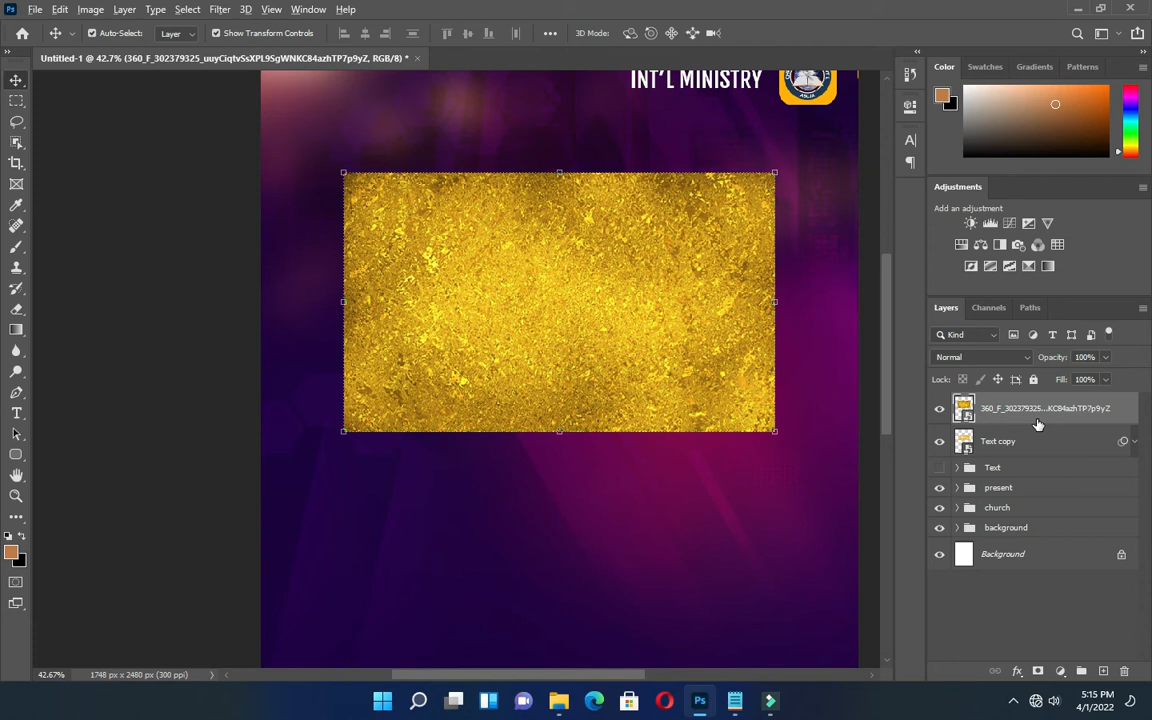 File Edit Image Layer Type Select Filter 3D View Window Help
Auto-Select: Layer Show Transform Controls 3D Mode:
Untitled-1 @ 42.7% (360_F_302379325_uuyCiqtvSsXPL9SgWNKC84azhTP7p9yZ, RGB/8) *
INT'L MINISTRY
Color Swatches Gradients Patterns
Adjustments
Add an adjustment
Layers Channels Paths
Kind
Normal Opacity: 100%
Lock: Fill: 100%
360_F_302379325...KC84azhTP7p9yZ
Text copy
Text
present
church
background
Background
42.67% 1748 px x 2480 px (300 ppi)
5:15 PM
4/1/2022